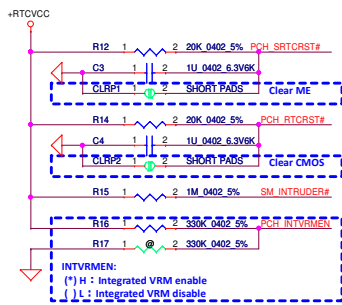 +RTCVCC
R12 1 2 20K_0402_5% PCH_SRTCRST#
C3 1 2 1U_0402_6.3V6K
CLRP1 1 2 SHORT PADS Clear ME
R14 1 2 20K_0402_5% PCH_RTCRST#
C4 1 2 1U_0402_6.3V6K
CLRP2 1 2 SHORT PADS Clear CMOS
R15 1 2 1M_0402_5% SM_INTRUDER#
R16 1 2 330K_0402_5% PCH_INTVRMEN
R17 1 @ 2 330K_0402_5%
INTVRMEN:
(*) H：Integrated VRM enable
( ) L：Integrated VRM disable